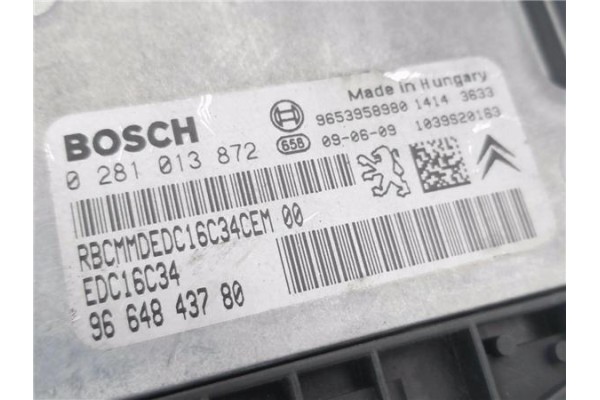 Made in Hungary
BOSCH
9653958980 1414 3633
0 281 013 872
658
09-06-09
1039S20163
RBCMMDEDC16C34CEM 00
EDC16C34
96 648 437 80